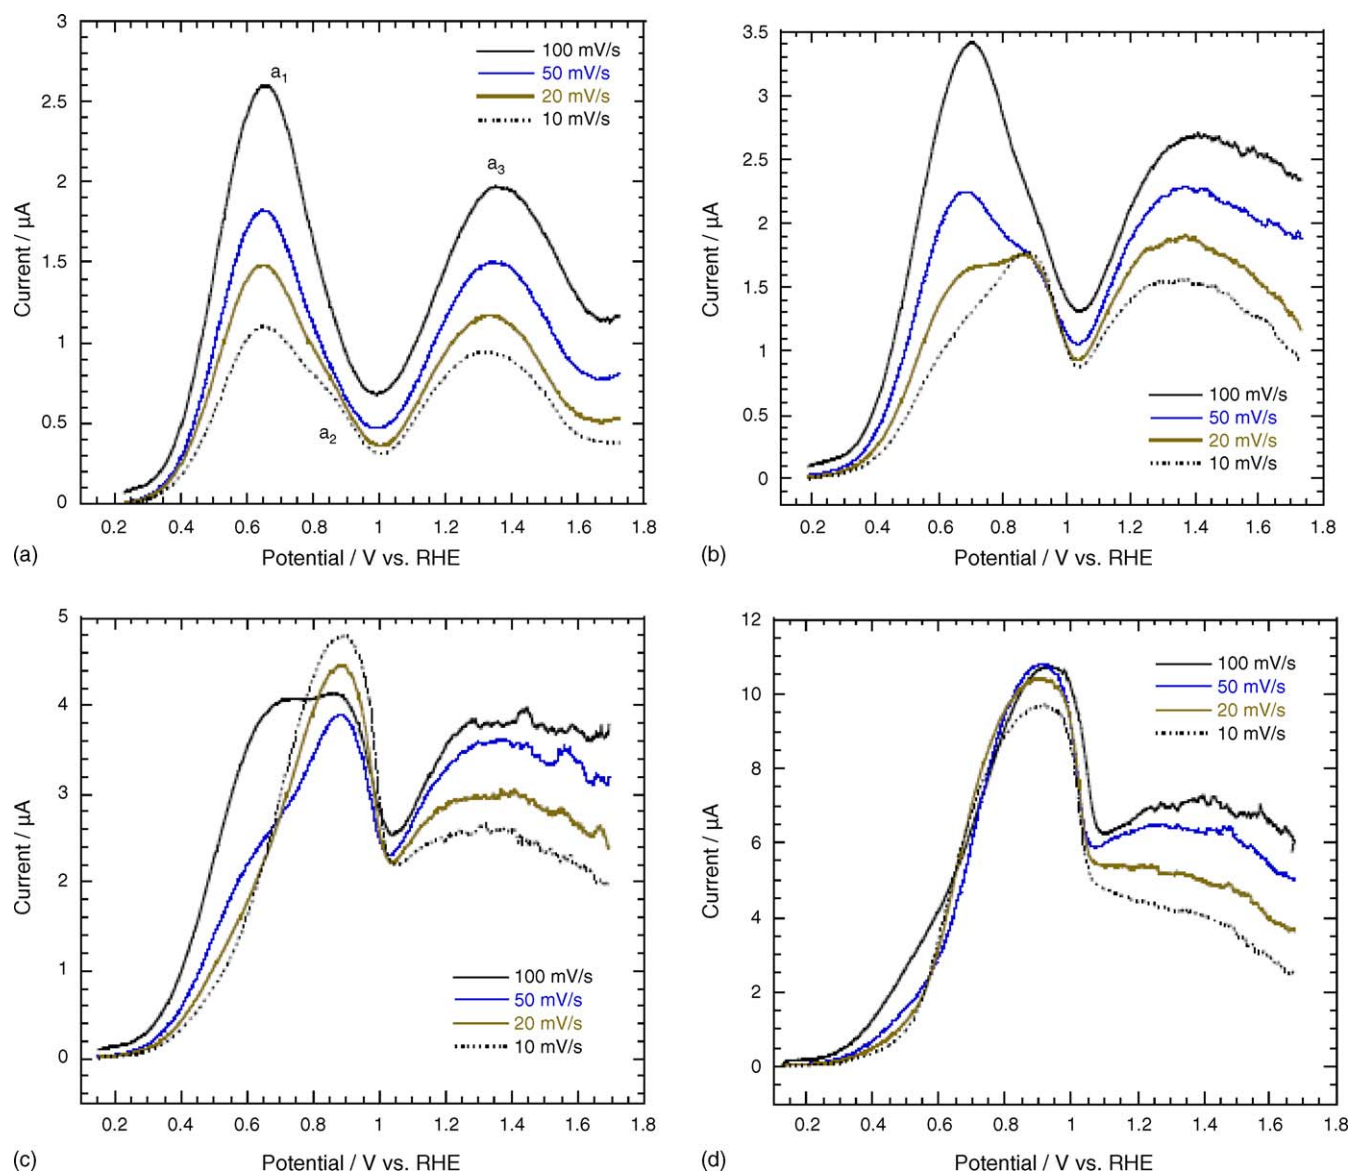 3
2.5
2
1.5
1
0.5
0
Current / µA
a1
a2
a3
100 mV/s
50 mV/s
20 mV/s
10 mV/s
0.2 0.4 0.6 0.8 1 1.2 1.4 1.6 1.8
(a)
Potential / V vs. RHE
3.5
3
2.5
2
1.5
1
0.5
0
Current / µA
100 mV/s
50 mV/s
20 mV/s
10 mV/s
0.2 0.4 0.6 0.8 1 1.2 1.4 1.6 1.8
(b)
Potential / V vs. RHE
5
4
3
2
1
0
Current / µA
100 mV/s
50 mV/s
20 mV/s
10 mV/s
0.2 0.4 0.6 0.8 1 1.2 1.4 1.6 1.8
(c)
Potential / V vs. RHE
12
10
8
6
4
2
0
Current / µA
100 mV/s
50 mV/s
20 mV/s
10 mV/s
0.2 0.4 0.6 0.8 1 1.2 1.4 1.6 1.8
(d)
Potential / V vs. RHE